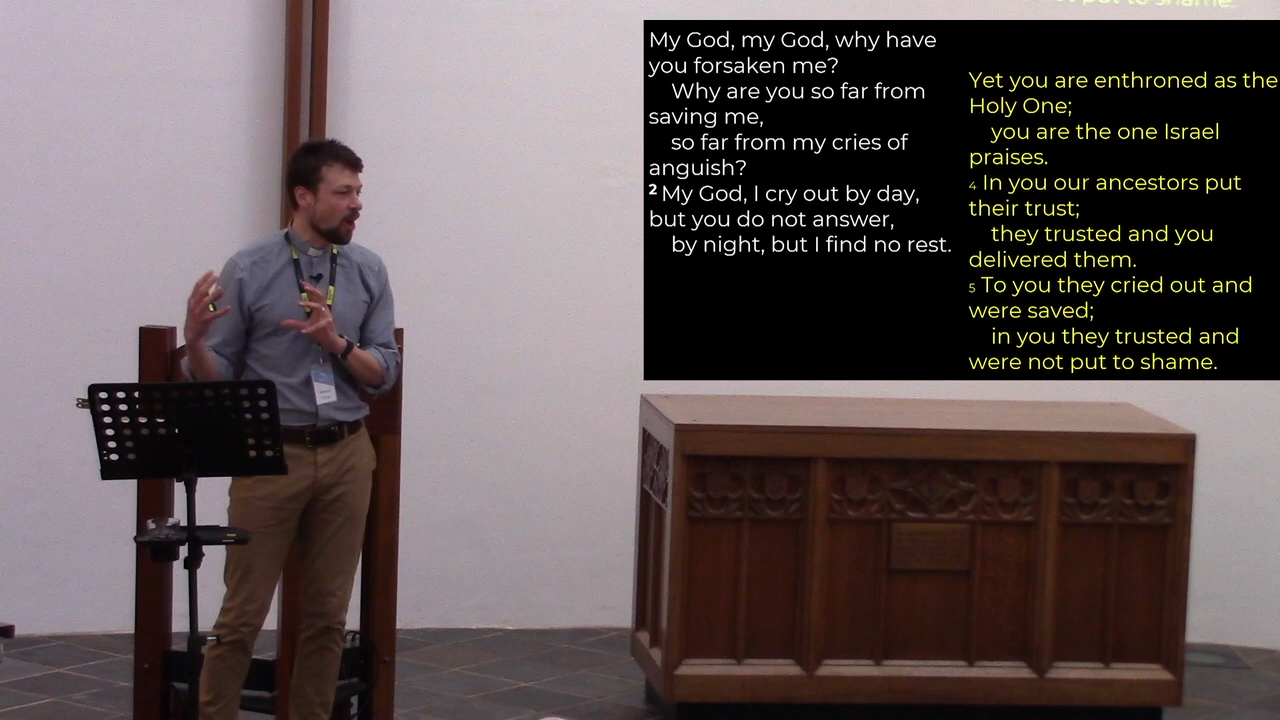 not put to shame.
My God, my God, why have
you forsaken me?
Why are you so far from
saving me,
so far from my cries of
anguish?
2 My God, I cry out by day,
but you do not answer,
by night, but I find no rest.
Yet you are enthroned as the
Holy One;
you are the one Israel
praises.
4 In you our ancestors put
their trust;
they trusted and you
delivered them.
5 To you they cried out and
were saved;
in you they trusted and
were not put to shame.